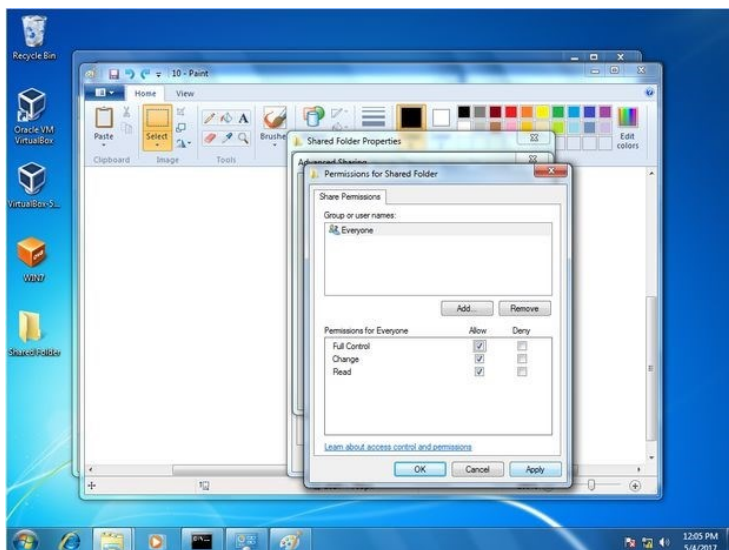 Recycle Bin
Oracle VM
VirtualBox
VirtualBox-5...
WIN7
Shared Folder
10 - Paint
Home View
Paste
Select
Brushes
Edit
colors
Clipboard
Image
Tools
Shared Folder Properties
Advanced Sharing
Permissions for Shared Folder
Share Permissions
Group or user names:
Everyone
Add...
Remove
Permissions for Everyone Allow Deny
Full Control
Change
Read
Learn about access control and permissions
OK Cancel Apply
12:05 PM
5/4/2017